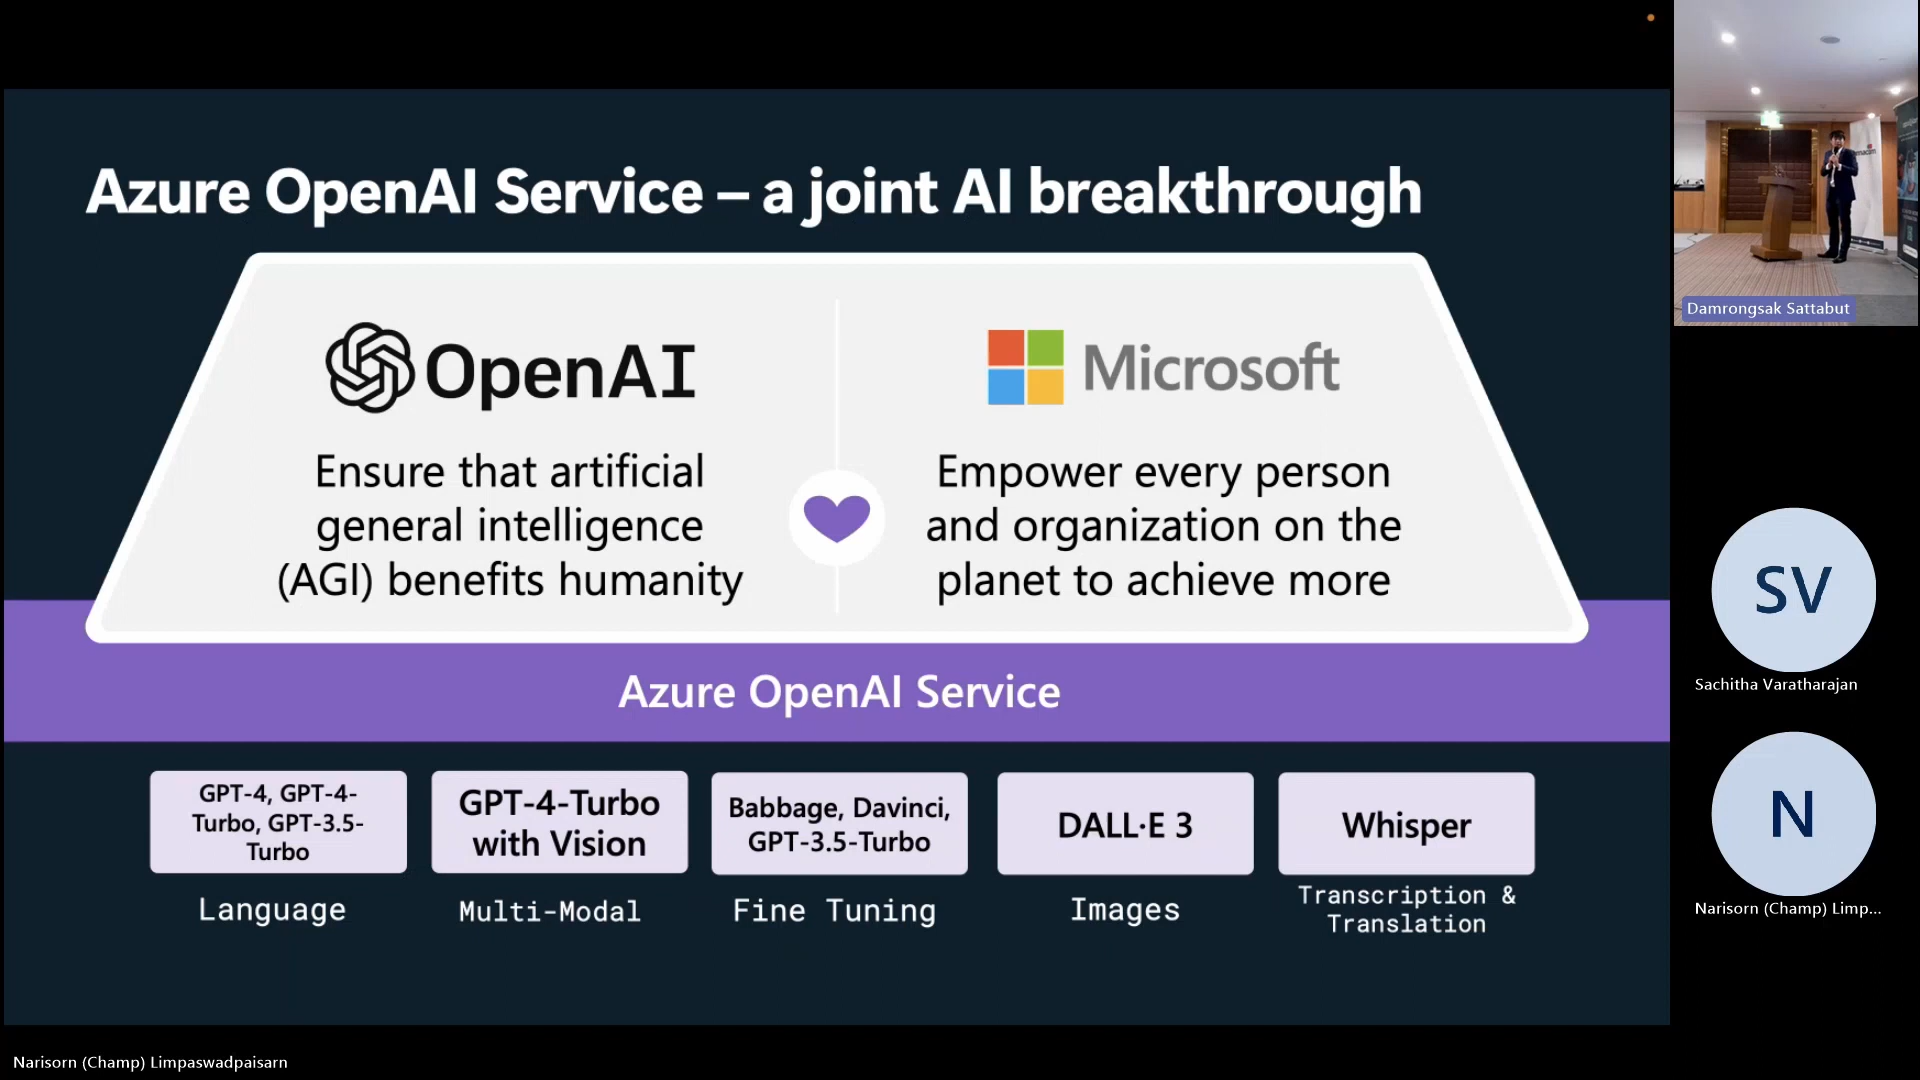 Azure OpenAI Service – a joint AI breakthrough
OpenAI
Ensure that artificial
general intelligence
(AGI) benefits humanity
Microsoft
Empower every person
and organization on the
planet to achieve more
Azure OpenAI Service
GPT-4, GPT-4-
Turbo, GPT-3.5-
Turbo
Language
GPT-4-Turbo
with Vision
Multi-Modal
Babbage, Davinci,
GPT-3.5-Turbo
Fine Tuning
DALL·E 3
Images
Whisper
Transcription &
Translation
Damrongsak Sattabut
SV
Sachitha Varatharajan
N
Narisorn (Champ) Limp...
Narisorn (Champ) Limpaswadpaisarn